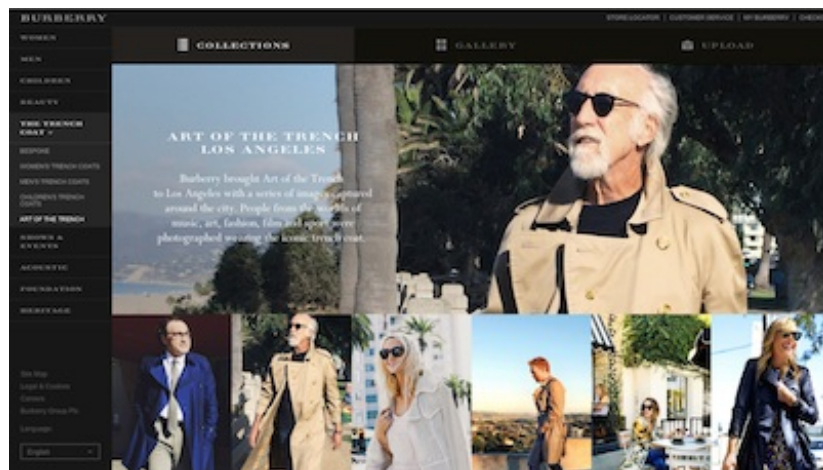 BURBERRY
STORE LOCATOR | CUSTOMER SERVICE | MY BURBERRY |
WOMEN
MEN
CHILDREN
BEAUTY
THE TRENCH
COAT
BESPOKE
WOMEN'S TRENCH COATS
MEN'S TRENCH COATS
CHILDREN'S TRENCH
COATS
ART OF THE TRENCH
SHOWS &
EVENTS
ACOUSTIC
FOUNDATION
HERITAGE
Site Map
Legal & Cookies
Careers
Burberry Group Plc
Language:
English
COLLECTIONS
GALLERY
UPLOAD
ART OF THE TRENCH
LOS ANGELES
Burberry brought Art of the Trench
to Los Angeles with a series of images captured
around the city. People from the worlds of
music, art, fashion, film and sport were
photographed wearing the iconic trench coat.